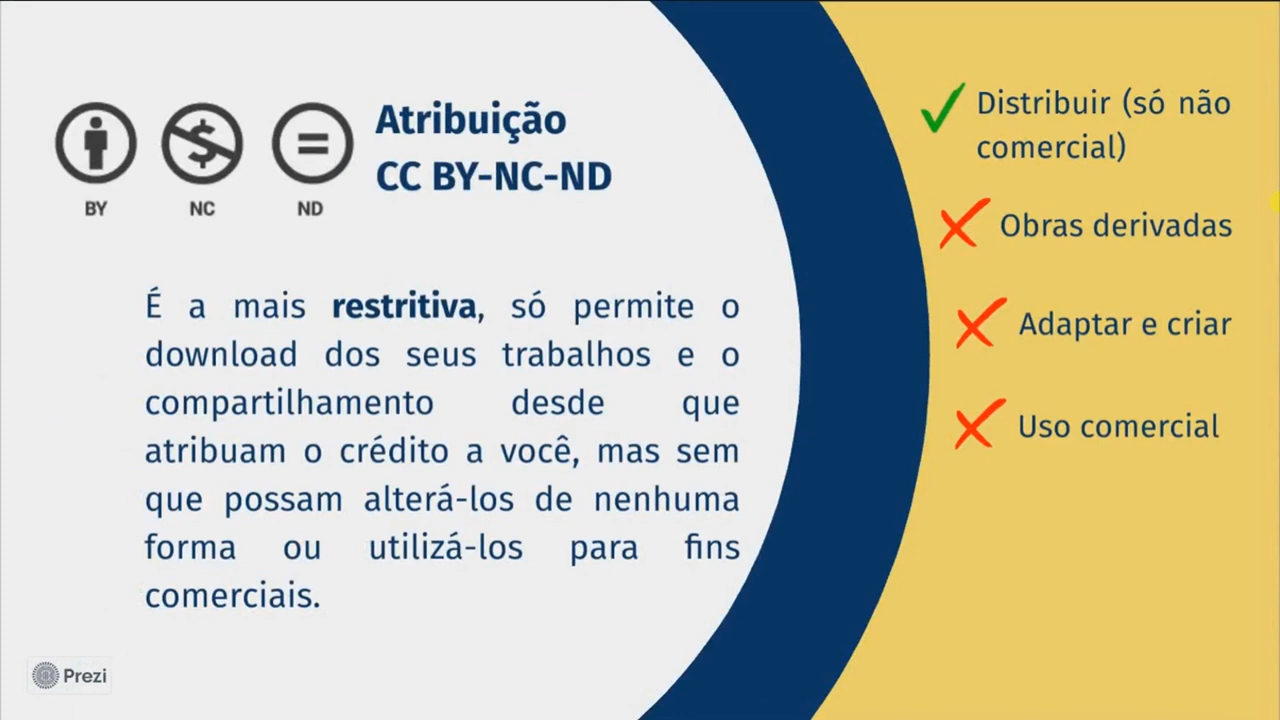 Atribuição
CC BY-NC-ND
BY
NC
ND
É a mais restritiva, só permite o
download dos seus trabalhos e o
compartilhamento desde que
atribuam o crédito a você, mas sem
que possam alterá-los de nenhuma
forma ou utilizá-los para fins
comerciais.
Distribuir (só não
comercial)
Obras derivadas
Adaptar e criar
Uso comercial
Prezi